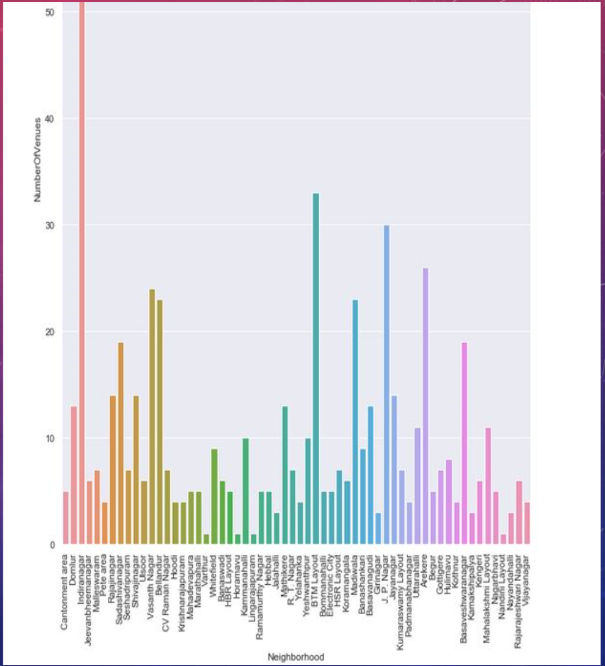 50
40
30
20
10
0
NumberOfVenues
Cantonment area
Domlur
Indiranagar
Jeevanbheemanagar
Malleswaram
Pete area
Rajajinagar
Sadashivanagar
Seshadripuram
Shivajinagar
Ulsoor
Vasanth Nagar
Bellandur
CV Raman Nagar
Hoodi
Krishnarajapuram
Mahadevapura
Marathahalli
Varthur
Whitefield
Banaswadi
HBR Layout
Horamavu
Kammanahalli
Lingarajapuram
Ramamurthy Nagar
Hebbal
Jalahalli
Mathikere
R. T. Nagar
Yelahanka
Yeshwanthpur
BTM Layout
Bommanahalli
Electronic City
HSR Layout
Koramangala
Madiwala
Banashankari
Basavanagudi
Girinagar
J. P. Nagar
Jayanagar
Kumaraswamy Layout
Padmanabhanagar
Uttarahalli
Arekere
Begur
Gottigere
Hulimavu
Kothnur
Basaveshwaranagar
Kamakshipalya
Kengeri
Mahalakshmi Layout
Nagarbhavi
Nandini Layout
Nayandahalli
Rajarajeshwari Nagar
Vijayanagar
Neighborhood